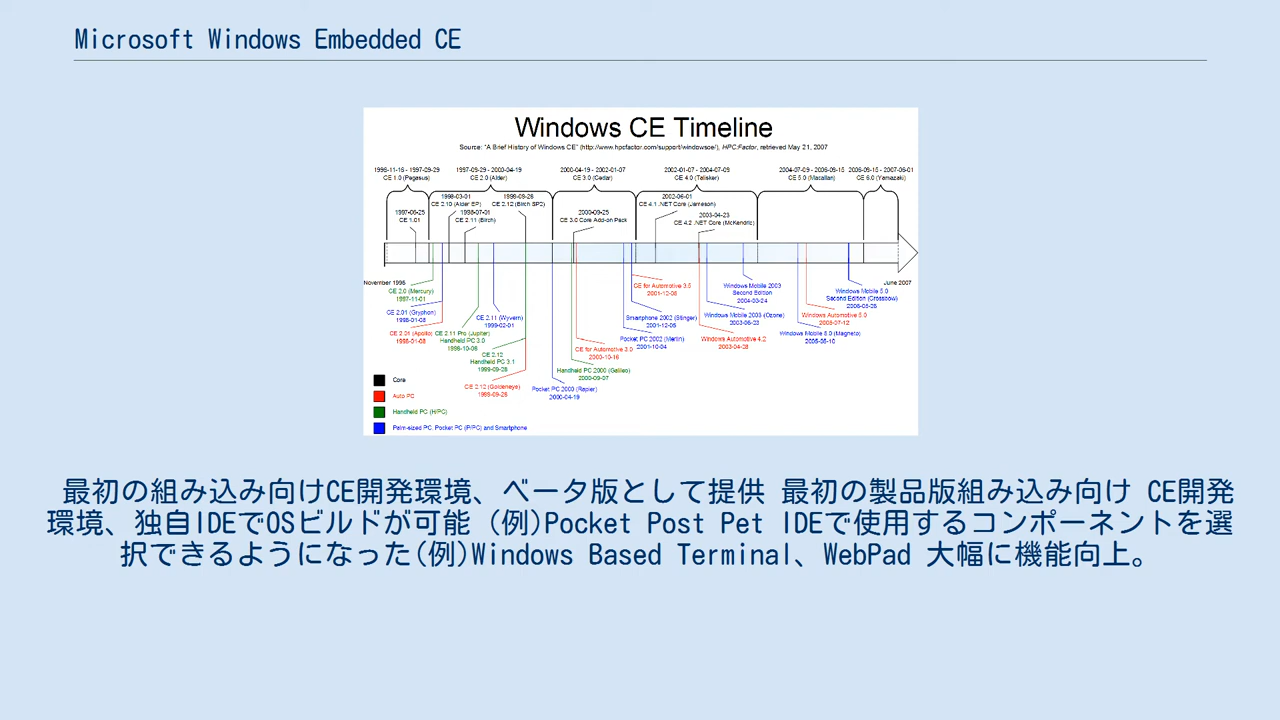 Microsoft Windows Embedded CE
Windows CE Timeline
Source: "A Brief History of Windows CE" (http://www.hpcfactor.com/support/windowsce/), HPC:Factor, retrieved May 21, 2007
1996-11-16 - 1997-09-29
CE 1.0 (Pegasus)
1997-09-29 - 2000-04-19
CE 2.0 (Alder)
2000-04-19 - 2002-01-07
CE 3.0 (Cedar)
2002-01-07 - 2004-07-09
CE 4.0 (Talisker)
2004-07-09 - 2006-09-15
CE 5.0 (Macallan)
2006-09-15 - 2007-06-01
CE 6.0 (Yamazaki)
1998-03-01
CE 2.10 (Alder EP)
1999-09-28
CE 2.12 (Birch SP2)
2002-06-01
CE 4.1 .NET Core (Jameson)
1997-06-25
CE 1.01
1998-07-01
CE 2.11 (Birch)
2000-09-25
CE 3.0 Core Add-on Pack
2003-04-23
CE 4.2 .NET Core (McKendric)
November 1996
June 2007
CE 2.0 (Mercury)
1997-11-01
CE 2.01 (Gryphon)
1998-01-08
CE 2.01 (Apollo)
1998-01-08
CE 2.11 Pro (Jupiter)
Handheld PC 3.0
1998-10-08
CE 2.11 (Wyvern)
1999-02-01
CE 2.12
Handheld PC 3.1
1999-09-28
CE 2.12 (Goldeneye)
1999-09-28
Pocket PC 2000 (Rapier)
2000-04-19
Handheld PC 2000 (Galileo)
2000-09-07
CE for Automotive 3.0
2000-10-16
Pocket PC 2002 (Merlin)
2001-10-04
Smartphone 2002 (Stinger)
2001-12-06
CE for Automotive 3.5
2001-12-06
Windows Automotive 4.2
2003-04-28
Windows Mobile 2003 (Ozone)
2003-06-23
Windows Mobile 2003
Second Edition
2004-03-24
Windows Mobile 5.0 (Magneto)
2005-05-10
Windows Automotive 5.0
2005-07-12
Windows Mobile 5.0
Second Edition (Crossbow)
Core
Auto PC
Handheld PC (H/PC)
Palm-sized PC, Pocket PC (P/PC) and Smartphone
最初の組み込み向けCE開発環境、ベータ版として提供 最初の製品版組み込み向け CE開発
環境、独自IDEでOSビルドが可能 (例)Pocket Post Pet IDEで使用するコンポーネントを選
択できるようになった(例)Windows Based Terminal、WebPad 大幅に機能向上。